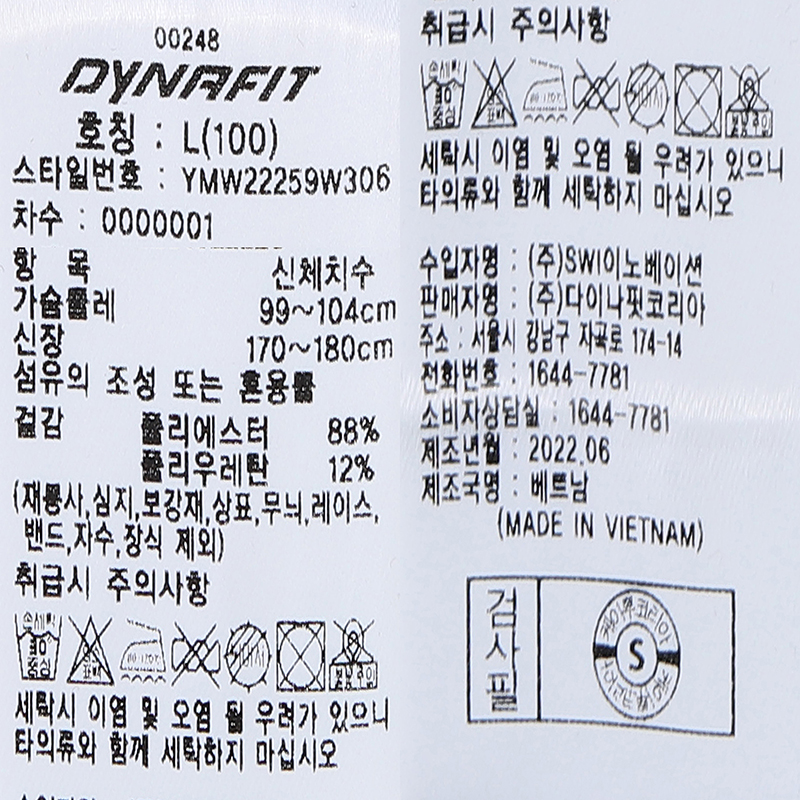 00248
DYNAFIT
호칭 : L(100)
스타일번호 : YMW22259W306
차수 : 0000001
항 목 신체치수
가슴둘레 99~104cm
신장 170~180cm
섬유의 조성 또는 혼용률
겉감 폴리에스터 88%
폴리우레탄 12%
(재봉사,심지,보강재,상표,무늬,레이스,
밴드,자수,장식 제외)
취급시 주의사항
손세탁
중성
세탁시 이염 및 오염 될 우려가 있으니
타의류와 함께 세탁하지 마십시오
취급시 주의사항
손세탁
중성
세탁시 이염 및 오염 될 우려가 있으니
타의류와 함께 세탁하지 마십시오
수입자명 : (주)SWI이노베이션
판매자명 : (주)다이나핏코리아
주소 : 서울시 강남구 자곡로 174-14
전화번호 : 1644-7781
소비자상담실 : 1644-7781
제조년월 : 2022.06
제조국명 : 베트남
(MADE IN VIETNAM)
검사필
S